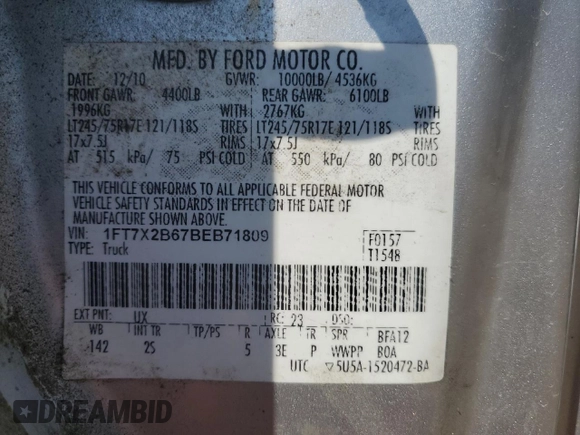 MFD. BY FORD MOTOR CO.
DATE: 12/10 GVWR: 10000LB/ 4536KG
FRONT GAWR: 4400LB REAR GAWR: 6100LB
1996KG WITH 2767KG WITH
LT245/75R17E 121/118S TIRES LT245/75R17E 121/118S TIRES
17x7.5J RIMS 17x7.5J RIMS
AT 515 kPa/ 75 PSI COLD AT 550 kPa/ 80 PSI COLD
THIS VEHICLE CONFORMS TO ALL APPLICABLE FEDERAL MOTOR
VEHICLE SAFETY STANDARDS IN EFFECT ON THE DATE OF
MANUFACTURE SHOWN ABOVE.
VIN: 1FT7X2B67BEB71809 F0157
TYPE: Truck T1548
EXT PNT: UX RC: 23 DSO:
WB INT TR TP/PS R AXLE TR SPR BFA12
142 2S 5 3E P WWPP BOA
UTC ▽5U5A-1520472-BA
DREAMBID